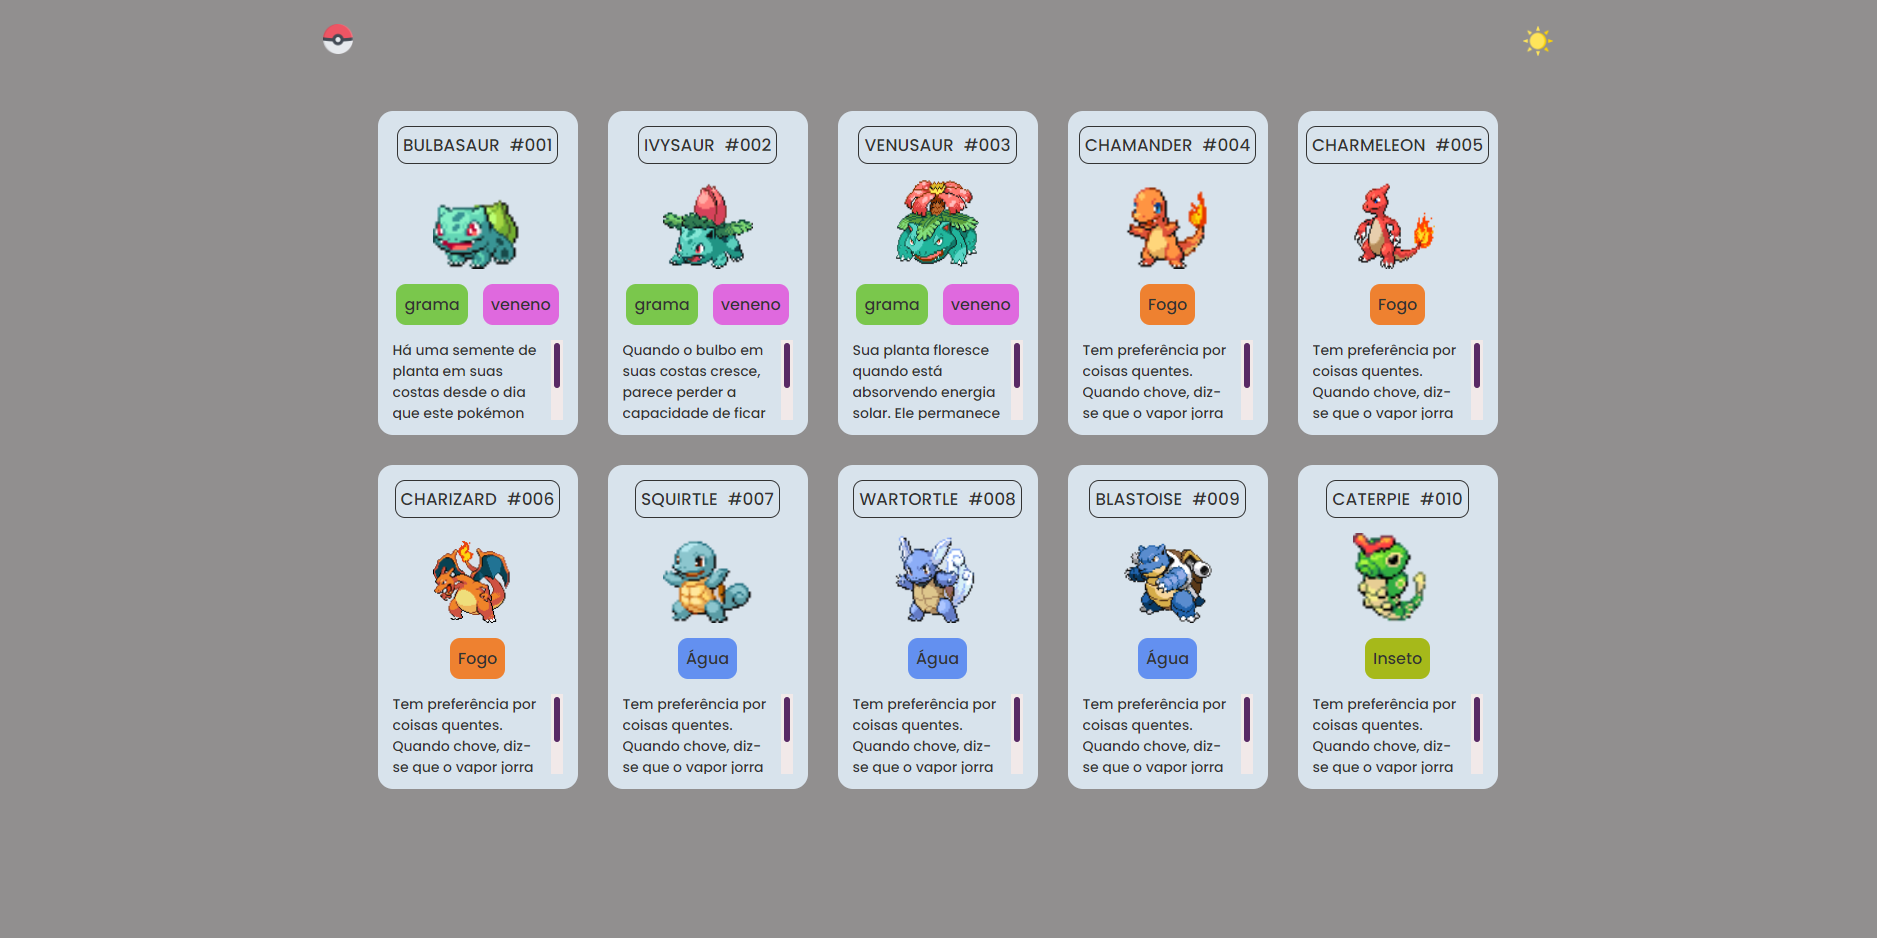 BULBASAUR #001
grama veneno
Há uma semente de
planta em suas
costas desde o dia
que este pokémon
IVYSAUR #002
grama veneno
Quando o bulbo em
suas costas cresce,
parece perder a
capacidade de ficar
VENUSAUR #003
grama veneno
Sua planta floresce
quando está
absorvendo energia
solar. Ele permanece
CHAMANDER #004
Fogo
Tem preferência por
coisas quentes.
Quando chove, diz-
se que o vapor jorra
CHARMELEON #005
Fogo
Tem preferência por
coisas quentes.
Quando chove, diz-
se que o vapor jorra
CHARIZARD #006
Fogo
Tem preferência por
coisas quentes.
Quando chove, diz-
se que o vapor jorra
SQUIRTLE #007
Água
Tem preferência por
coisas quentes.
Quando chove, diz-
se que o vapor jorra
WARTORTLE #008
Água
Tem preferência por
coisas quentes.
Quando chove, diz-
se que o vapor jorra
BLASTOISE #009
Água
Tem preferência por
coisas quentes.
Quando chove, diz-
se que o vapor jorra
CATERPIE #010
Inseto
Tem preferência por
coisas quentes.
Quando chove, diz-
se que o vapor jorra